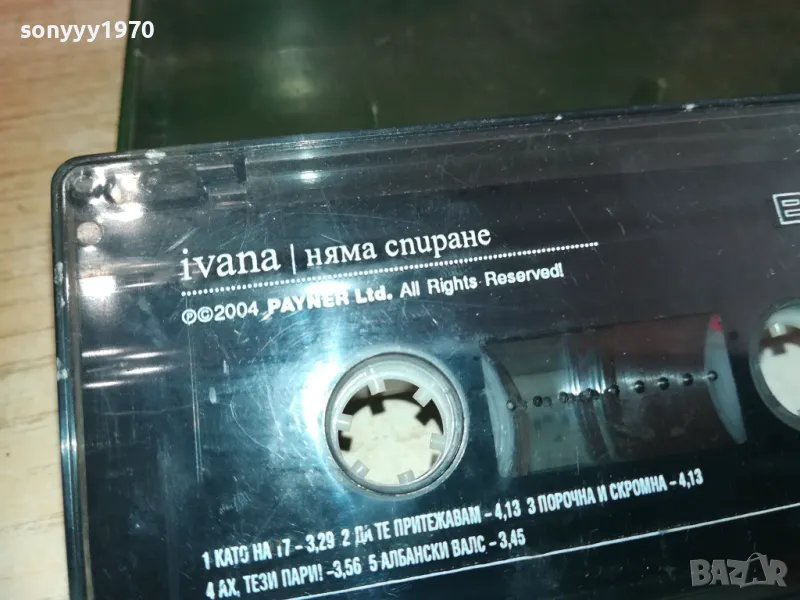 sonyyy1970
ivana | няма спиране
℗©2004 PAYNER Ltd. All Rights Reserved!
1 КАТО НА 17 – 3,29 2 ДА ТЕ ПРИТЕЖАВАМ – 4,13 3 ПОРОЧНА И СКРОМНА – 4,13
4 АХ, ТЕЗИ ПАРИ! –3,56 5 АЛБАНСКИ ВАЛС – 3,45
BAZAR